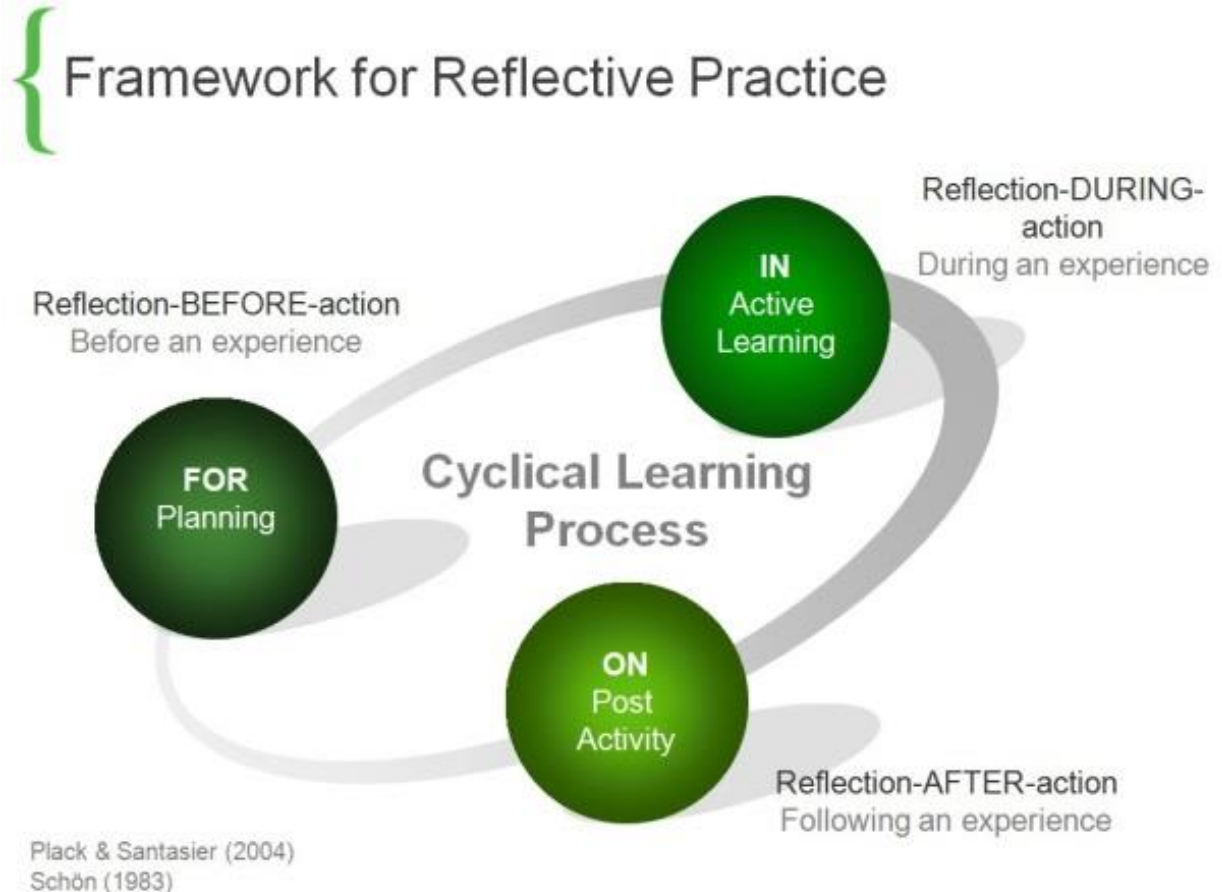 Framework for Reflective Practice
Reflection-DURING-
action
During an experience
IN
Active
Learning
Reflection-BEFORE-action
Before an experience
FOR
Planning
Cyclical Learning
Process
ON
Post
Activity
Reflection-AFTER-action
Following an experience
Plack & Santasier (2004)
Schön (1983)